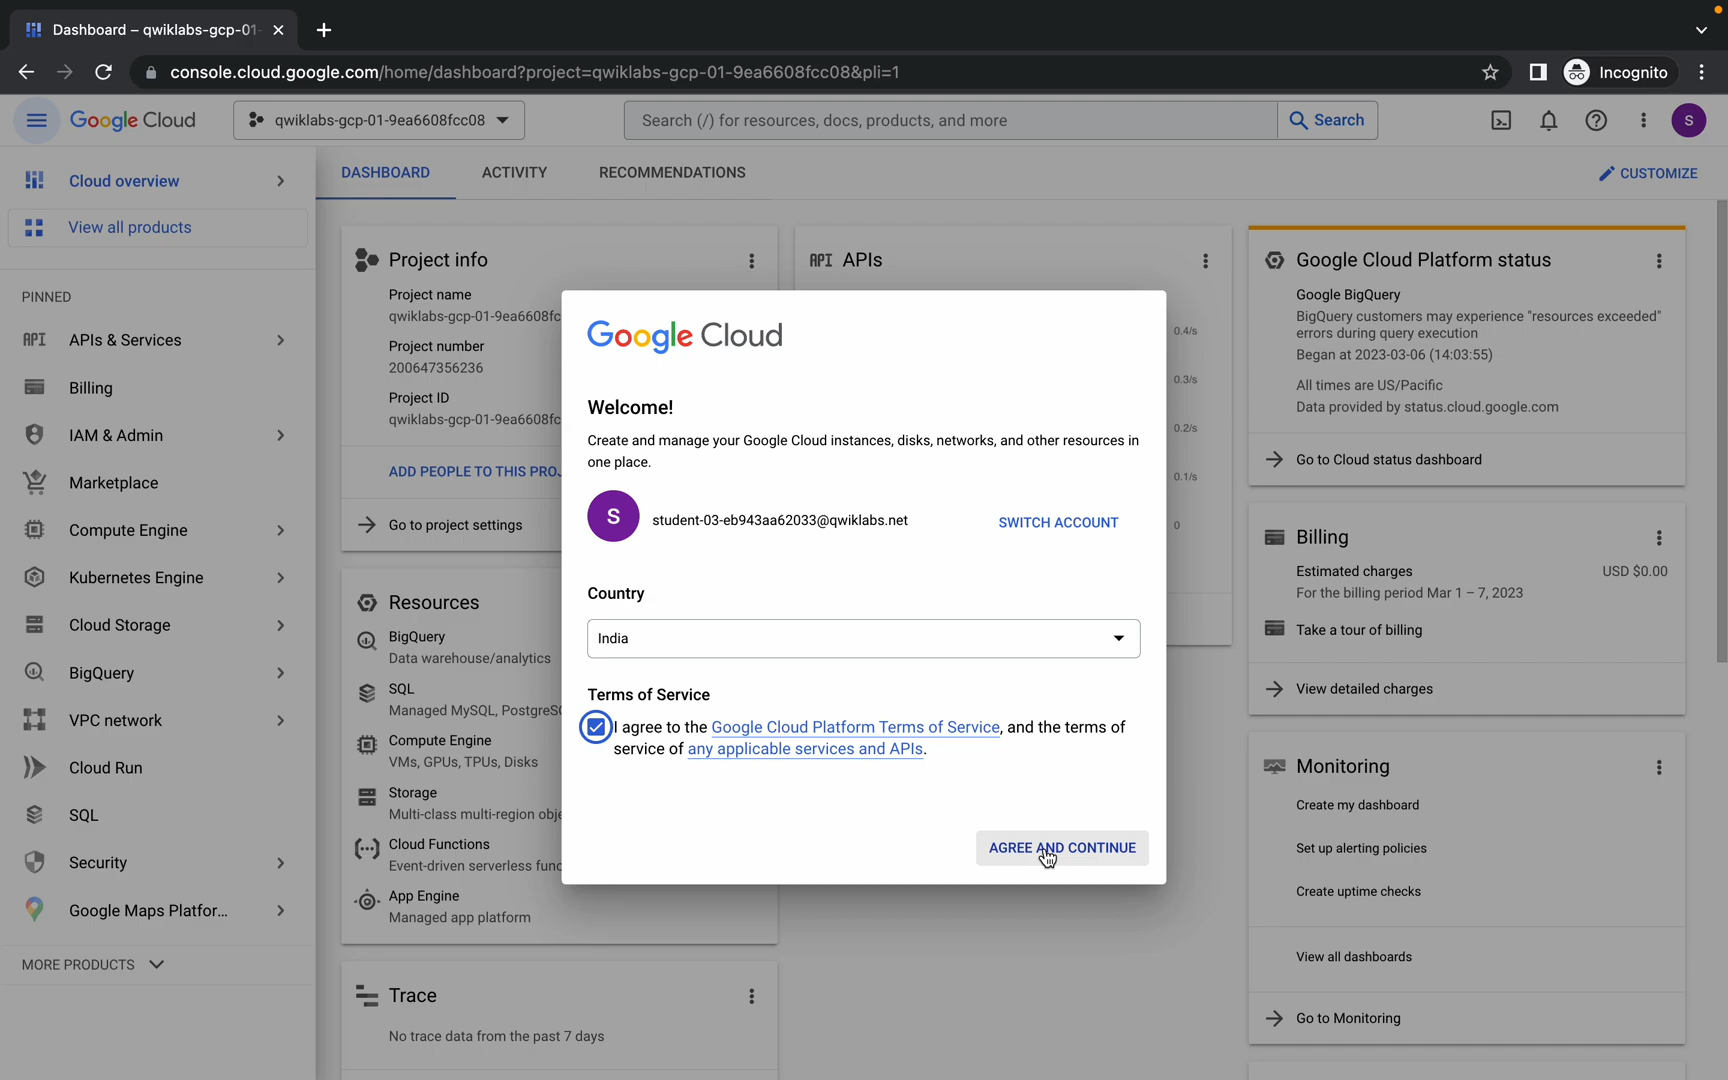 Dashboard – qwiklabs-gcp-01-
console.cloud.google.com/home/dashboard?project=qwiklabs-gcp-01-9ea6608fcc08&pli=1
Incognito
Google Cloud
qwiklabs-gcp-01-9ea6608fcc08
Search (/) for resources, docs, products, and more
Search
S
Cloud overview
View all products
PINNED
API APIs & Services
Billing
IAM & Admin
Marketplace
Compute Engine
Kubernetes Engine
Cloud Storage
BigQuery
VPC network
Cloud Run
SQL
Security
Google Maps Platfor...
MORE PRODUCTS
DASHBOARD
ACTIVITY
RECOMMENDATIONS
CUSTOMIZE
Project info
Project name
qwiklabs-gcp-01-9ea6608fc
Project number
200647356236
Project ID
qwiklabs-gcp-01-9ea6608fc
ADD PEOPLE TO THIS PROJ
Go to project settings
Resources
BigQuery
Data warehouse/analytics
SQL
Managed MySQL, PostgreS
Compute Engine
VMs, GPUs, TPUs, Disks
Storage
Multi-class multi-region obje
Cloud Functions
Event-driven serverless func
App Engine
Managed app platform
Trace
No trace data from the past 7 days
API APIs
0.4/s
0.3/s
0.2/s
0.1/s
0
Google Cloud
Welcome!
Create and manage your Google Cloud instances, disks, networks, and other resources in
one place.
S
student-03-eb943aa62033@qwiklabs.net
SWITCH ACCOUNT
Country
India
Terms of Service
I agree to the Google Cloud Platform Terms of Service, and the terms of
service of any applicable services and APIs.
AGREE AND CONTINUE
Google Cloud Platform status
Google BigQuery
BigQuery customers may experience "resources exceeded"
errors during query execution
Began at 2023-03-06 (14:03:55)
All times are US/Pacific
Data provided by status.cloud.google.com
Go to Cloud status dashboard
Billing
Estimated charges
USD $0.00
For the billing period Mar 1 – 7, 2023
Take a tour of billing
View detailed charges
Monitoring
Create my dashboard
Set up alerting policies
Create uptime checks
View all dashboards
Go to Monitoring